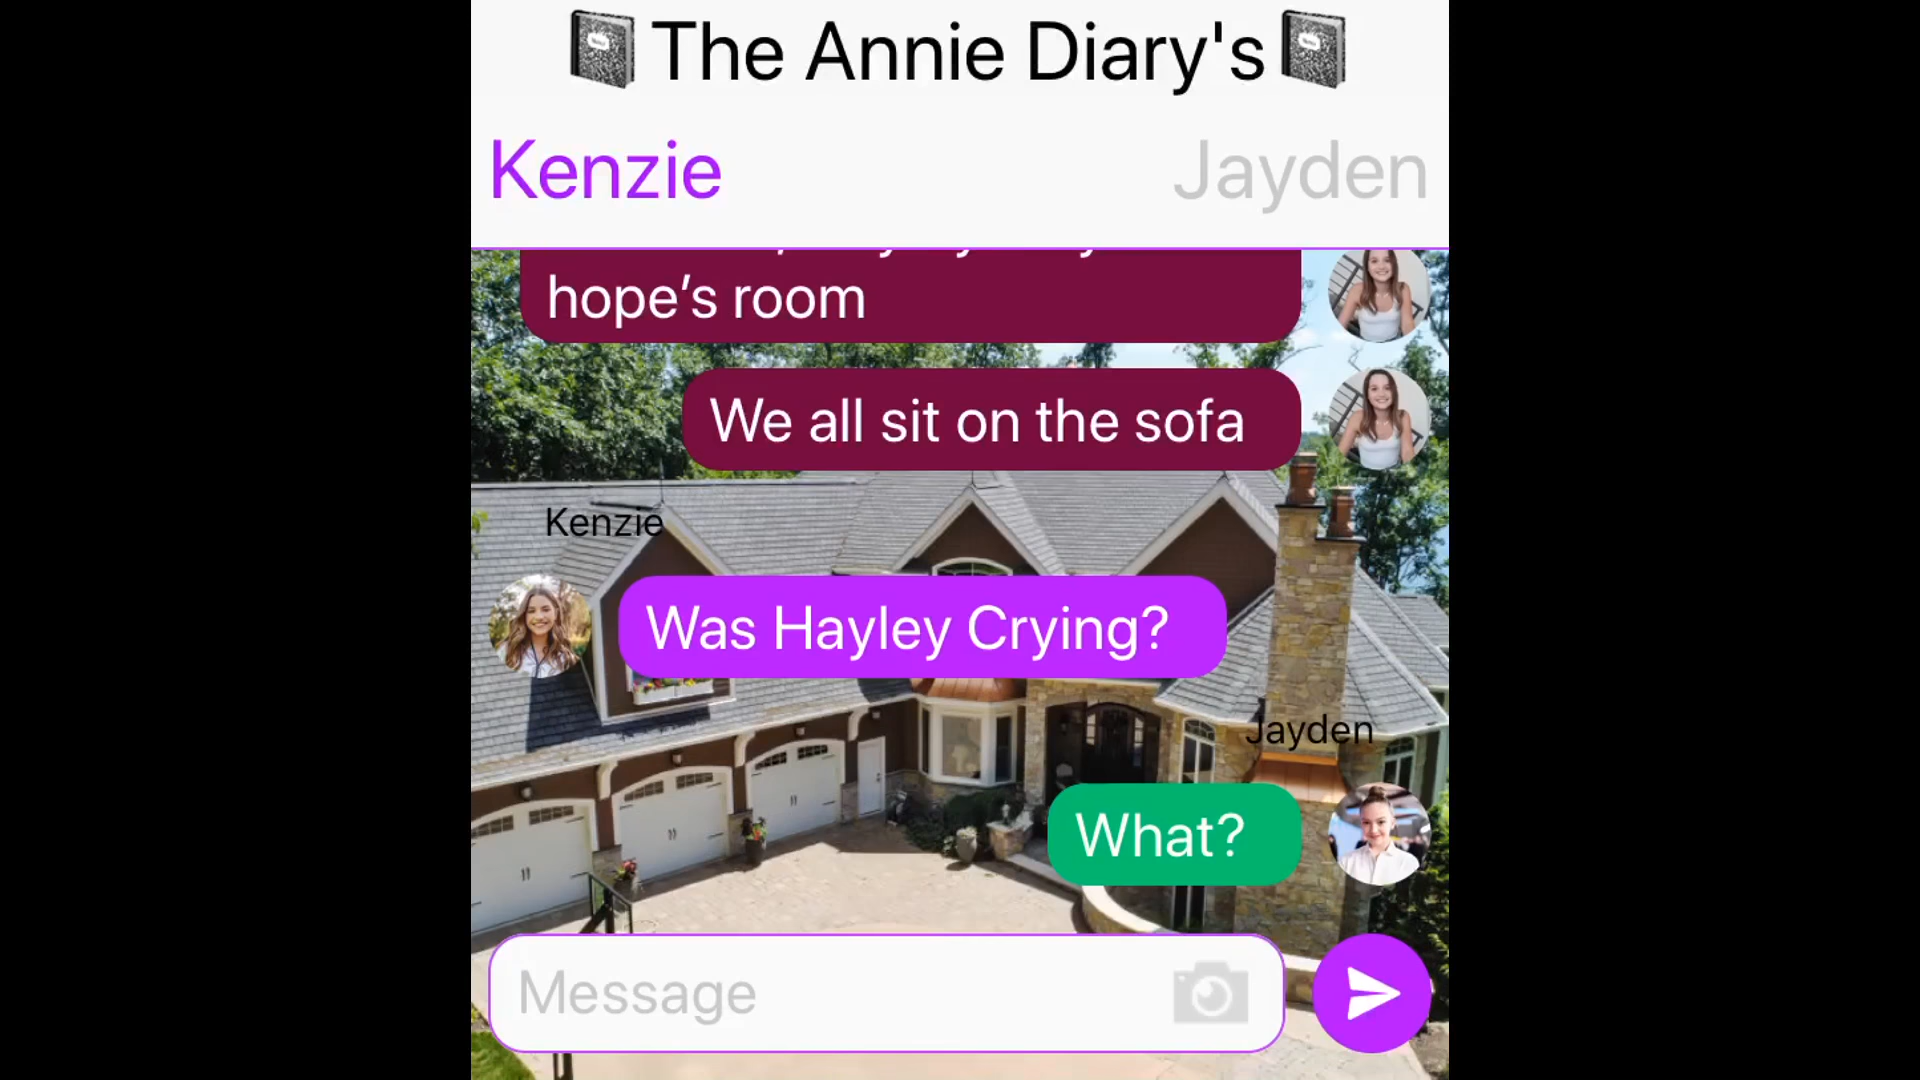 The Annie Diary's
Kenzie
Jayden
hope’s room
We all sit on the sofa
Kenzie
Was Hayley Crying?
Jayden
What?
Message